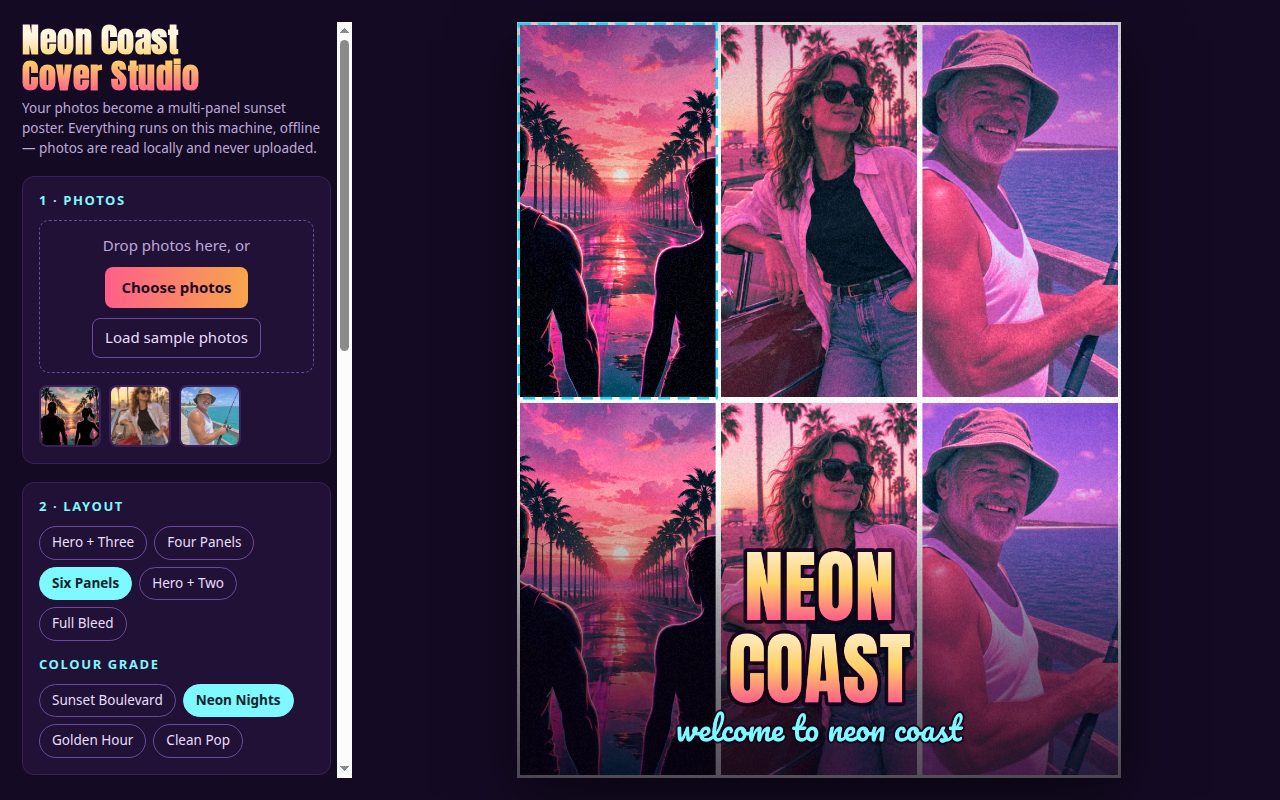 Neon Coast
Cover Studio
Your photos become a multi-panel sunset
poster. Everything runs on this machine, offline
— photos are read locally and never uploaded.
1 · PHOTOS
Drop photos here, or
Choose photos
Load sample photos
2 · LAYOUT
Hero + Three
Four Panels
Six Panels
Hero + Two
Full Bleed
COLOUR GRADE
Sunset Boulevard
Neon Nights
Golden Hour
Clean Pop
NEON
COAST
welcome to neon coast